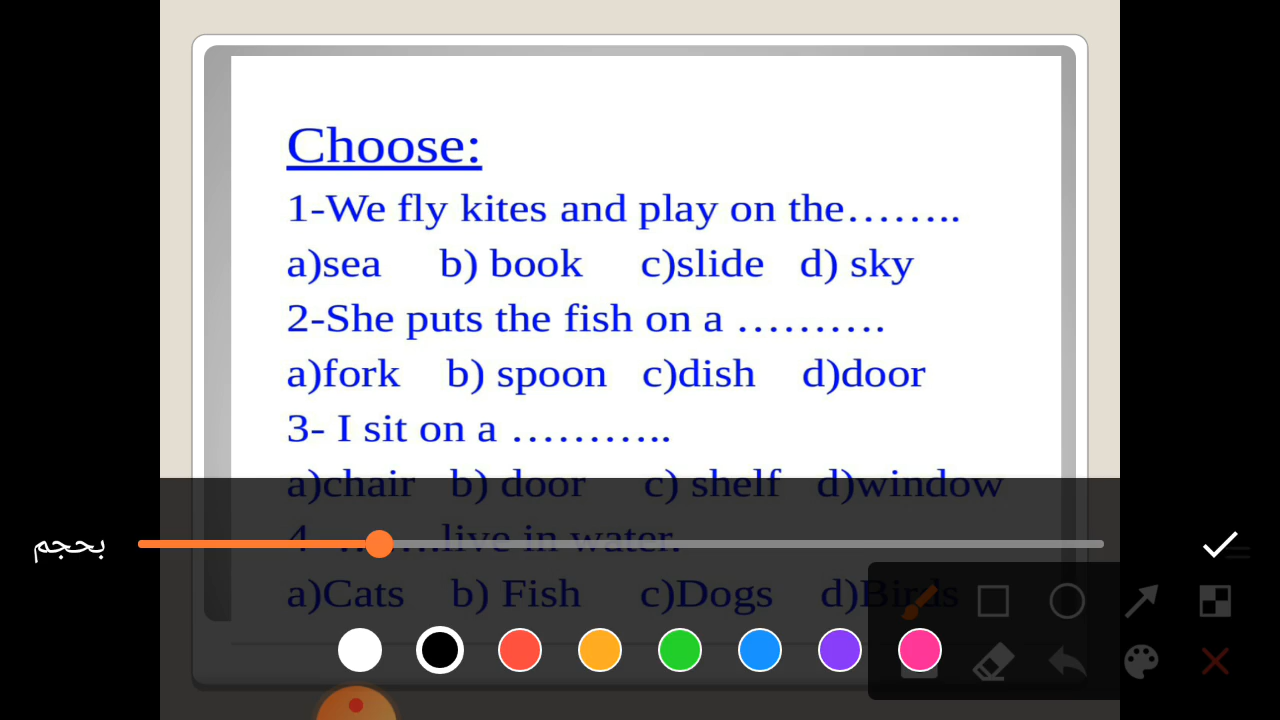 Choose:
1-We fly kites and play on the……..
a)sea b) book c)slide d) sky
2-She puts the fish on a ……….
a)fork b) spoon c)dish d)door
3- I sit on a ………..
a)chair b) door c) shelf d)window
4- …….live in water.
بحجم
a)Cats b) Fish c)Dogs d)Birds